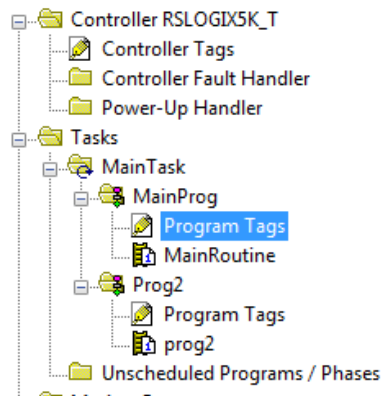 Controller RSLOGIX5K_T
Controller Tags
Controller Fault Handler
Power-Up Handler
Tasks
MainTask
MainProg
Program Tags
MainRoutine
Prog2
Program Tags
prog2
Unscheduled Programs / Phases